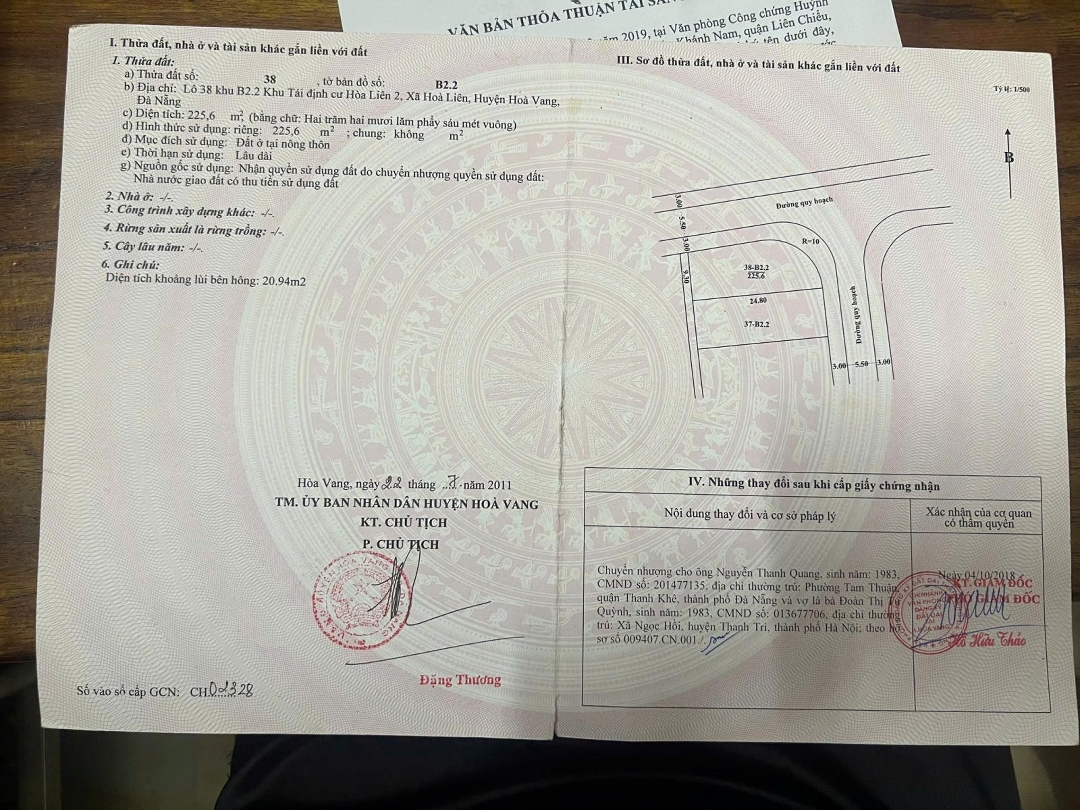 VĂN BẢN THỎA THUẬN TÀI SẢN
năm 2019, tại Văn phòng Công chứng Huỳnh
Khánh Nam, quận Liên Chiểu,
tên dưới đây,
I. Thửa đất, nhà ở và tài sản khác gắn liền với đất
1. Thửa đất:
a) Thửa đất số: 38 , tờ bản đồ số: B2.2
b) Địa chỉ: Lô 38 khu B2.2 Khu Tái định cư Hòa Liên 2, Xã Hoà Liên, Huyện Hoà Vang,
Đà Nẵng
c) Diện tích: 225,6 m², (bằng chữ: Hai trăm hai mươi lăm phẩy sáu mét vuông)
d) Hình thức sử dụng: riêng: 225,6 m² ; chung: không m²
đ) Mục đích sử dụng: Đất ở tại nông thôn
e) Thời hạn sử dụng: Lâu dài
g) Nguồn gốc sử dụng: Nhận quyền sử dụng đất do chuyển nhượng quyền sử dụng đất:
Nhà nước giao đất có thu tiền sử dụng đất
2. Nhà ở: -/-
3. Công trình xây dựng khác: -/-
4. Rừng sản xuất là rừng trồng: -/-
5. Cây lâu năm: -/-
6. Ghi chú:
Diện tích khoảng lùi bên hông: 20.94m2
Hòa Vang, ngày 22 tháng 7 năm 2011
TM. ỦY BAN NHÂN DÂN HUYỆN HOÀ VANG
KT. CHỦ TỊCH
P. CHỦ TỊCH
Đặng Thương
Số vào sổ cấp GCN: CH 02328
III. Sơ đồ thửa đất, nhà ở và tài sản khác gắn liền với đất
Tỷ lệ: 1/500
B
Đường quy hoạch
3.00
5.50
3.00
R=10
9.30
38-B2.2
225.6
24.80
37-B2.2
Đường quy hoạch
3.00 5.50 3.00
IV. Những thay đổi sau khi cấp giấy chứng nhận
Nội dung thay đổi và cơ sở pháp lý
Xác nhận của cơ quan
có thẩm quyền
Chuyển nhượng cho ông Nguyễn Thanh Quang, sinh năm: 1983,
CMND số: 201477135, địa chỉ thường trú: Phường Tam Thuận,
quận Thanh Khê, thành phố Đà Nẵng và vợ là bà Đoàn Thị
Quỳnh, sinh năm: 1983, CMND số: 013677706, địa chỉ thường
trú: Xã Ngọc Hồi, huyện Thanh Trì, thành phố Hà Nội; theo hồ
sơ số 009407.CN.001./.
Ngày 04/10/2018
KT. GIÁM ĐỐC
PHÓ GIÁM ĐỐC
Hồ Hữu Thảo